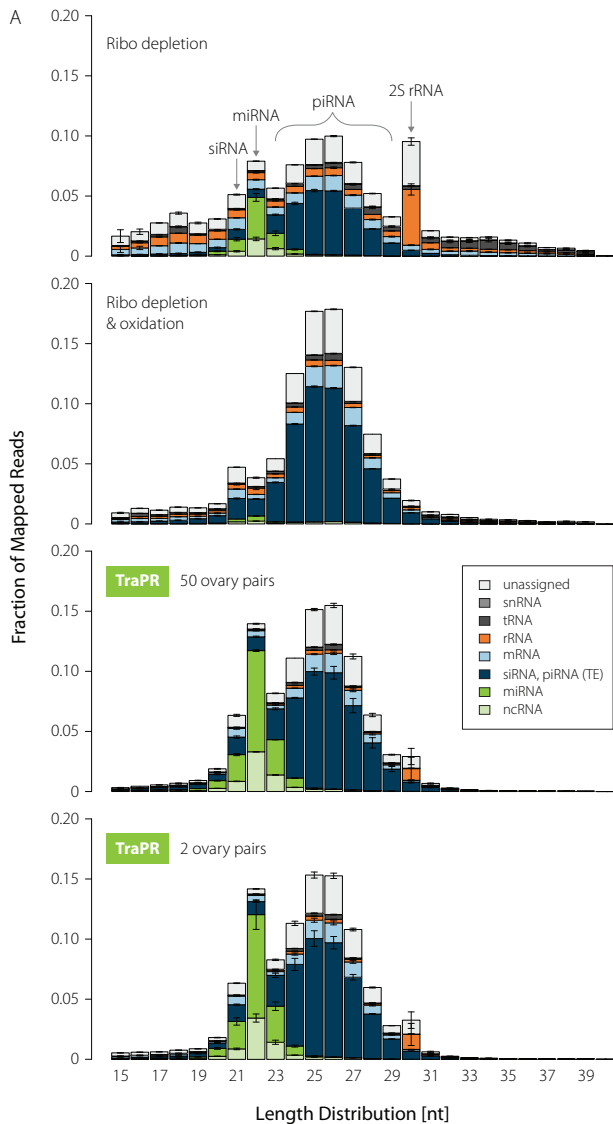 A
Fraction of Mapped Reads
0.20
0.15
0.10
0.05
0
Ribo depletion
siRNA
miRNA
piRNA
2S rRNA
0.20
0.15
0.10
0.05
0
Ribo depletion
& oxidation
0.20
0.15
0.10
0.05
0
TraPR 50 ovary pairs
unassigned
snRNA
tRNA
rRNA
mRNA
siRNA, piRNA (TE)
miRNA
ncRNA
0.20
0.15
0.10
0.05
0
TraPR 2 ovary pairs
15 17 19 21 23 25 27 29 31 33 35 37 39
Length Distribution [nt]